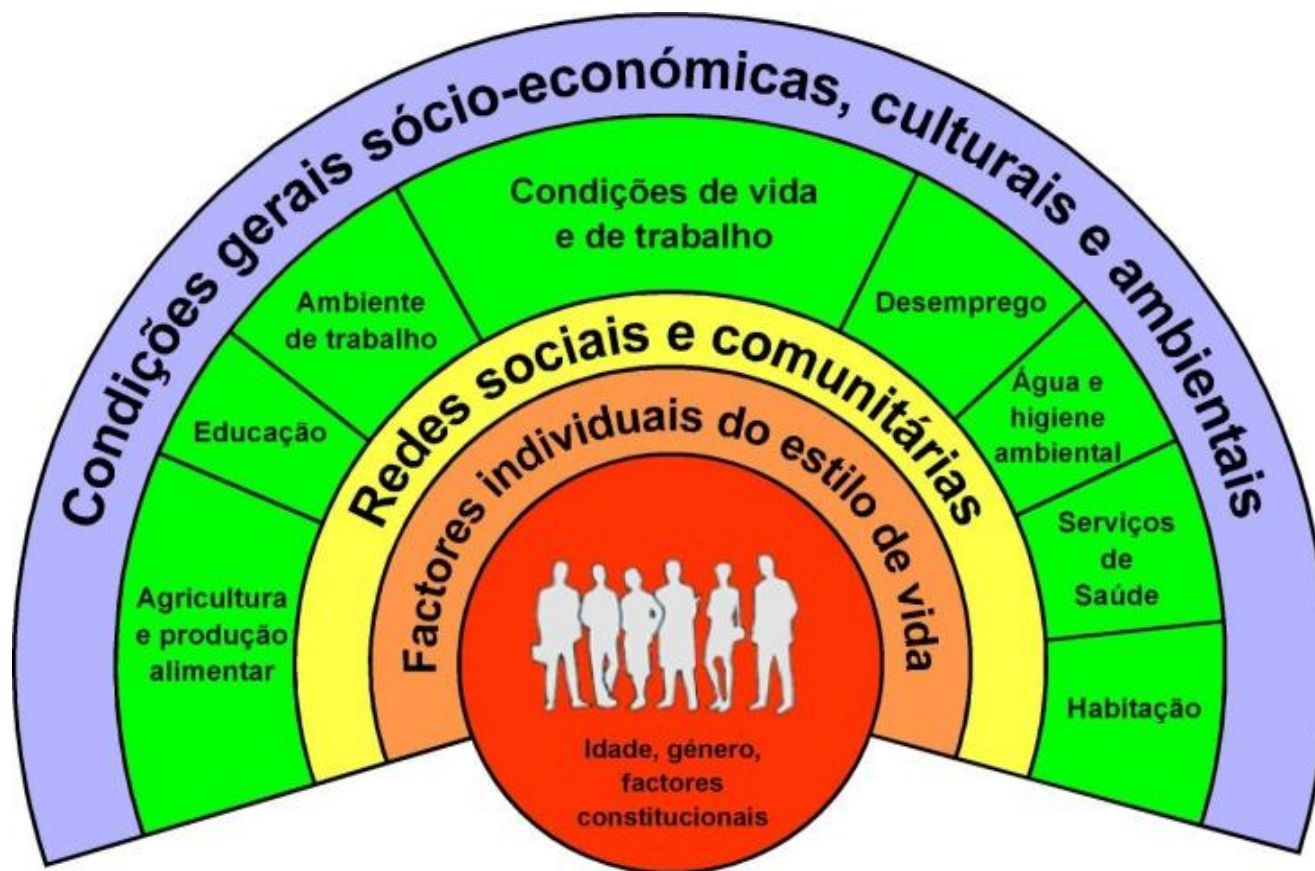 Condições gerais sócio-económicas, culturais e ambientais
Condições de vida
e de trabalho
Ambiente
de trabalho
Desemprego
Educação
Água e
higiene
ambiental
Agricultura
e produção
alimentar
Serviços
de
Saúde
Habitação
Redes sociais e comunitárias
Factores individuais do estilo de vida
Idade, género,
factores
constitucionais